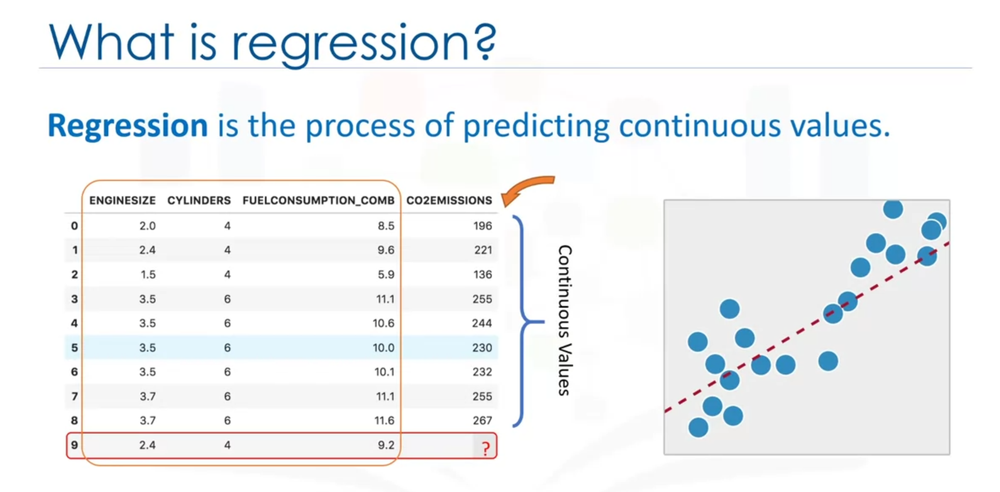 What is regression?
Regression is the process of predicting continuous values.
ENGINESIZE CYLINDERS FUELCONSUMPTION_COMB CO2EMISSIONS
0 2.0 4 8.5 196
1 2.4 4 9.6 221
2 1.5 4 5.9 136
3 3.5 6 11.1 255
4 3.5 6 10.6 244
5 3.5 6 10.0 230
6 3.5 6 10.1 232
7 3.7 6 11.1 255
8 3.7 6 11.6 267
9 2.4 4 9.2 ?
Continuous Values